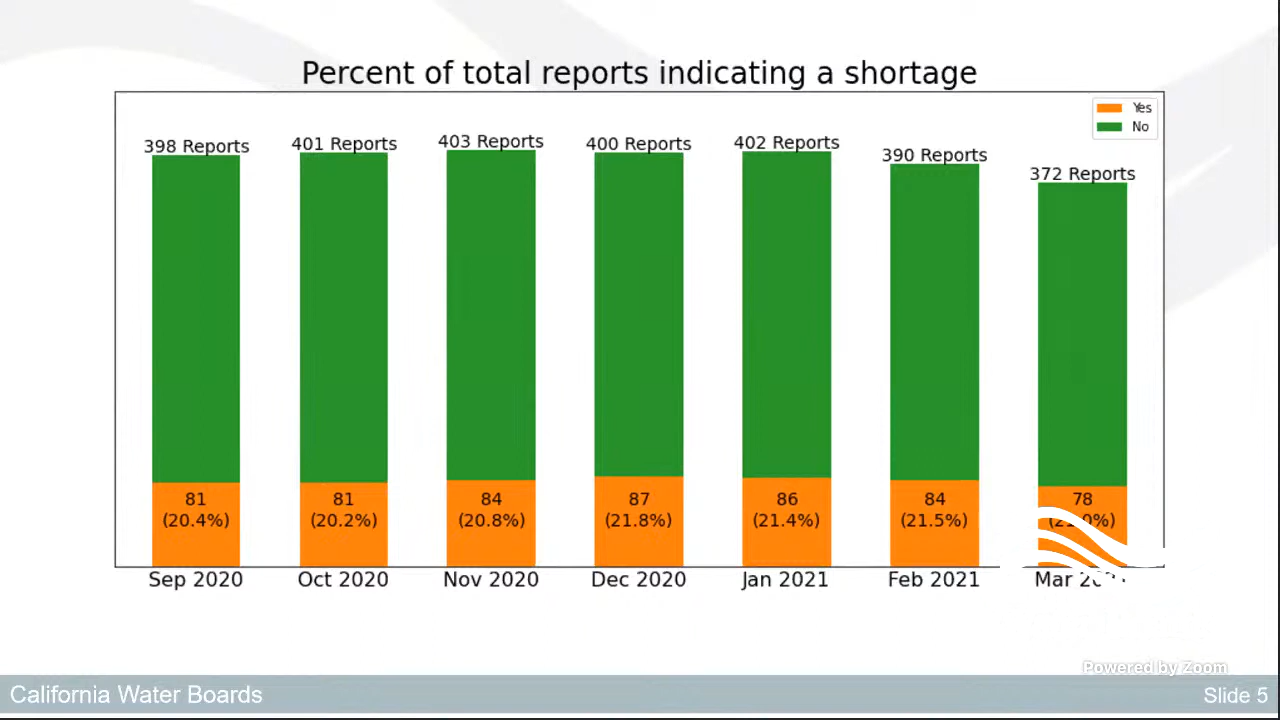 Percent of total reports indicating a shortage
Yes
No
398 Reports
401 Reports
403 Reports
400 Reports
402 Reports
390 Reports
372 Reports
81
(20.4%)
81
(20.2%)
84
(20.8%)
87
(21.8%)
86
(21.4%)
84
(21.5%)
78
Sep 2020
Oct 2020
Nov 2020
Dec 2020
Jan 2021
Feb 2021
Mar
Powered by Zoom
California Water Boards
Slide 5